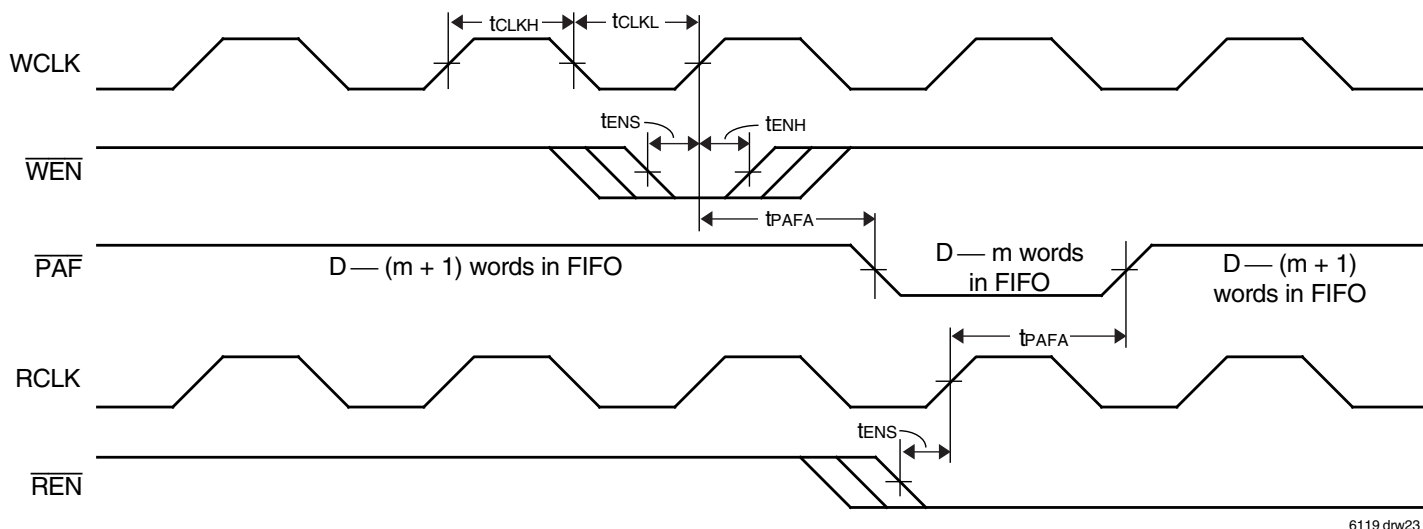 tCLKH
tCLKL
WCLK
tENS
tENH
WEN
tPAFA
PAF
D — (m + 1) words in FIFO
D — m words
in FIFO
D — (m + 1)
words in FIFO
tPAFA
RCLK
tENS
REN
6119 drw23